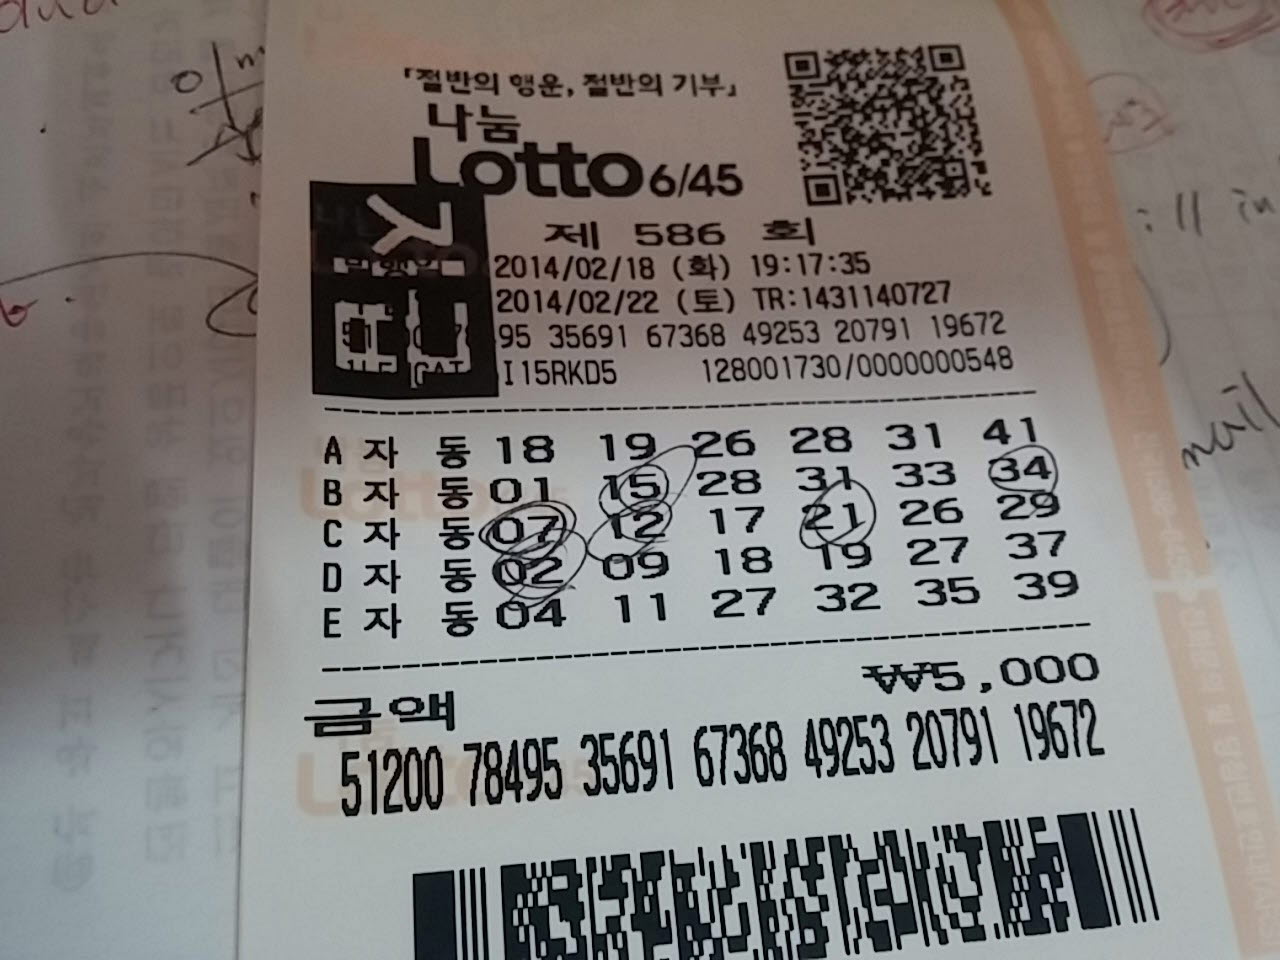 「절반의 행운, 절반의 기부」
나눔
Lotto 6/45
제 586 회
2014/02/18 (화) 19:17:35
2014/02/22 (토) TR:1431140727
95 35691 67368 49253 20791 19672
I15RKD5 128001730/0000000548
A 자 동 18 19 26 28 31 41
B 자 동 01 15 28 31 33 34
C 자 동 07 12 17 21 26 29
D 자 동 02 09 18 19 27 37
E 자 동 04 11 27 32 35 39
금액 ₩5,000
51200 78495 35691 67368 49253 20791 19672
mail